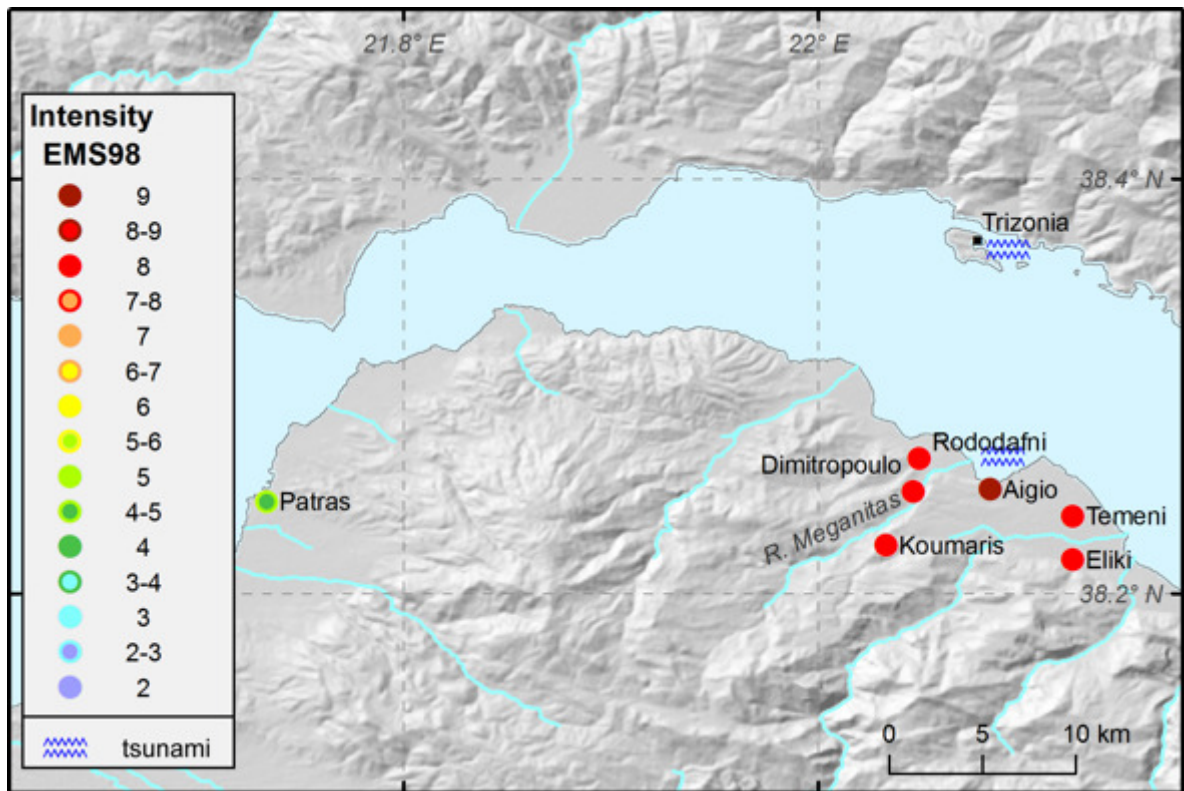 21.8° E
22° E
Intensity
EMS98
9
8-9
8
7-8
7
6-7
6
5-6
5
4-5
4
3-4
3
2-3
2
tsunami
38.4° N
Trizonia
Rododafni
Dimitropoulo
Aigio
Patras
R. Meganitas
Temeni
Koumaris
Eliki
38.2° N
0 5 10 km